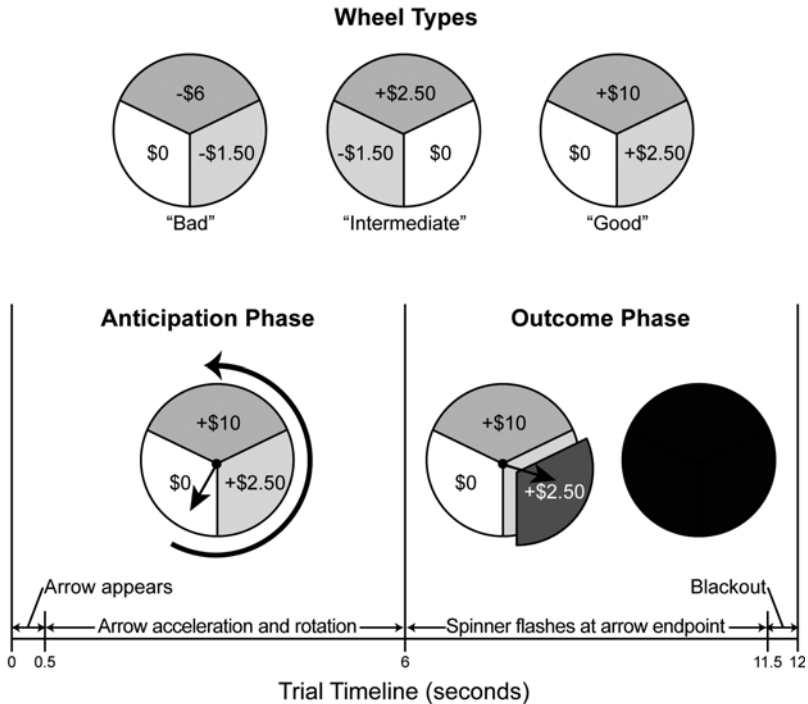 Wheel Types
-$6
$0
-$1.50
“Bad”
+$2.50
-$1.50
$0
“Intermediate”
+$10
$0
+$2.50
“Good”
Anticipation Phase
+$10
$0
+$2.50
Outcome Phase
+$10
$0
+$2.50
Arrow appears
Blackout
Arrow acceleration and rotation
Spinner flashes at arrow endpoint
0 0.5 6 11.5 12
Trial Timeline (seconds)